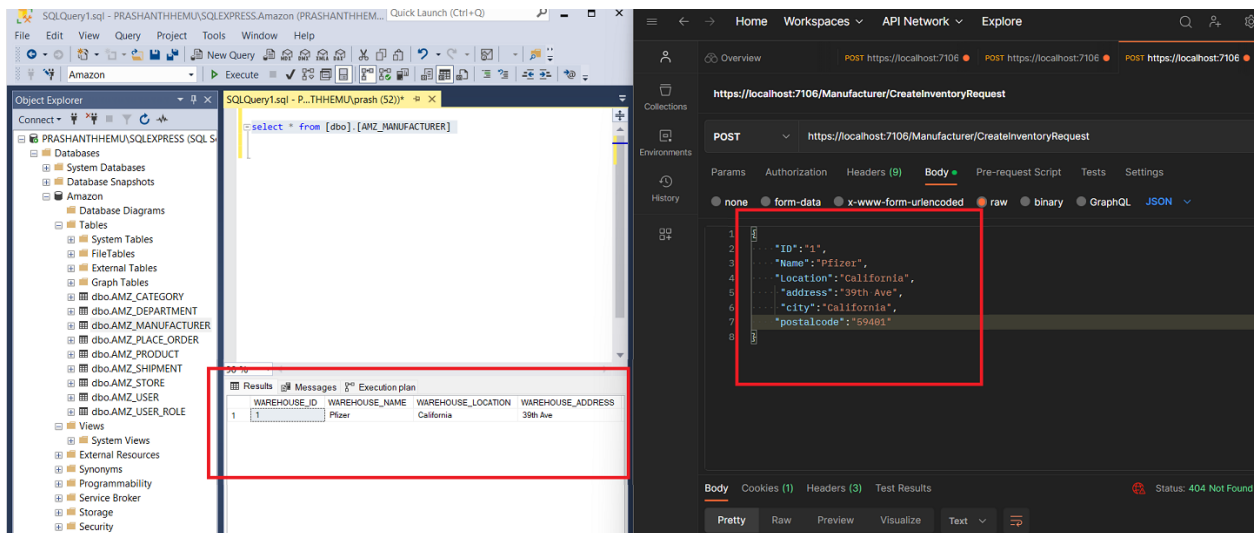 SQLQuery1.sql - PRASHANTHHEMU\SQLEXPRESS.Amazon (PRASHANTHHEM...
Quick Launch (Ctrl+Q)
File Edit View Query Project Tools Window Help
New Query
Amazon
Execute
Object Explorer
Connect
PRASHANTHHEMU\SQLEXPRESS (SQL S
Databases
System Databases
Database Snapshots
Amazon
Database Diagrams
Tables
System Tables
FileTables
External Tables
Graph Tables
dbo.AMZ_CATEGORY
dbo.AMZ_DEPARTMENT
dbo.AMZ_MANUFACTURER
dbo.AMZ_PLACE_ORDER
dbo.AMZ_PRODUCT
dbo.AMZ_SHIPMENT
dbo.AMZ_STORE
dbo.AMZ_USER
dbo.AMZ_USER_ROLE
Views
System Views
External Resources
Synonyms
Programmability
Service Broker
Storage
Security
SQLQuery1.sql - P...THHEMU\prash (52))*
select * from [dbo].[AMZ_MANUFACTURER]
Results Messages Execution plan
WAREHOUSE_ID WAREHOUSE_NAME WAREHOUSE_LOCATION WAREHOUSE_ADDRESS
1 1 Pfizer California 39th Ave
Home Workspaces API Network Explore
Overview POST https://localhost:7106 POST https://localhost:7106 POST https://localhost:7106
Collections
Environments
History
https://localhost:7106/Manufacturer/CreateInventoryRequest
POST https://localhost:7106/Manufacturer/CreateInventoryRequest
Params Authorization Headers (9) Body Pre-request Script Tests Settings
none form-data x-www-form-urlencoded raw binary GraphQL JSON
1 {
2 "ID":"1",
3 "Name":"Pfizer",
4 "Location":"California",
5 "address":"39th Ave",
6 "city":"California",
7 "postalcode":"59401"
8 }
Body Cookies (1) Headers (3) Test Results Status: 404 Not Found
Pretty Raw Preview Visualize Text